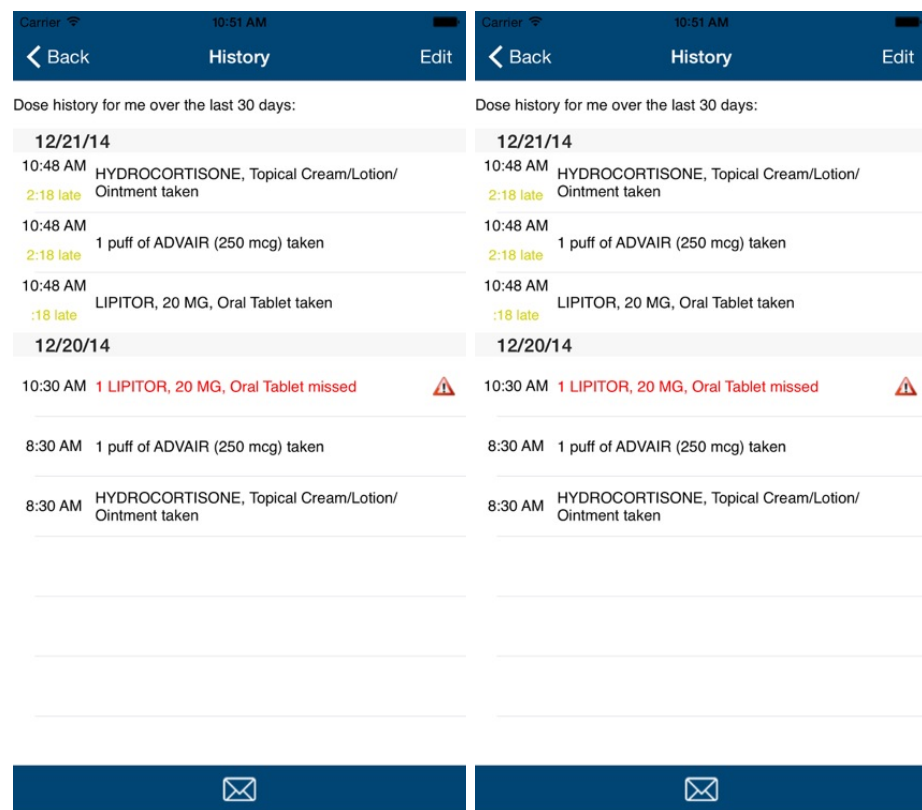 Carrier 10:51 AM
Back History Edit
Dose history for me over the last 30 days:
12/21/14
10:48 AM
2:18 late
HYDROCORTISONE, Topical Cream/Lotion/
Ointment taken
10:48 AM
2:18 late
1 puff of ADVAIR (250 mcg) taken
10:48 AM
:18 late
LIPITOR, 20 MG, Oral Tablet taken
12/20/14
10:30 AM 1 LIPITOR, 20 MG, Oral Tablet missed
8:30 AM 1 puff of ADVAIR (250 mcg) taken
8:30 AM HYDROCORTISONE, Topical Cream/Lotion/
Ointment taken
Carrier 10:51 AM
Back History Edit
Dose history for me over the last 30 days:
12/21/14
10:48 AM
2:18 late
HYDROCORTISONE, Topical Cream/Lotion/
Ointment taken
10:48 AM
2:18 late
1 puff of ADVAIR (250 mcg) taken
10:48 AM
:18 late
LIPITOR, 20 MG, Oral Tablet taken
12/20/14
10:30 AM 1 LIPITOR, 20 MG, Oral Tablet missed
8:30 AM 1 puff of ADVAIR (250 mcg) taken
8:30 AM HYDROCORTISONE, Topical Cream/Lotion/
Ointment taken